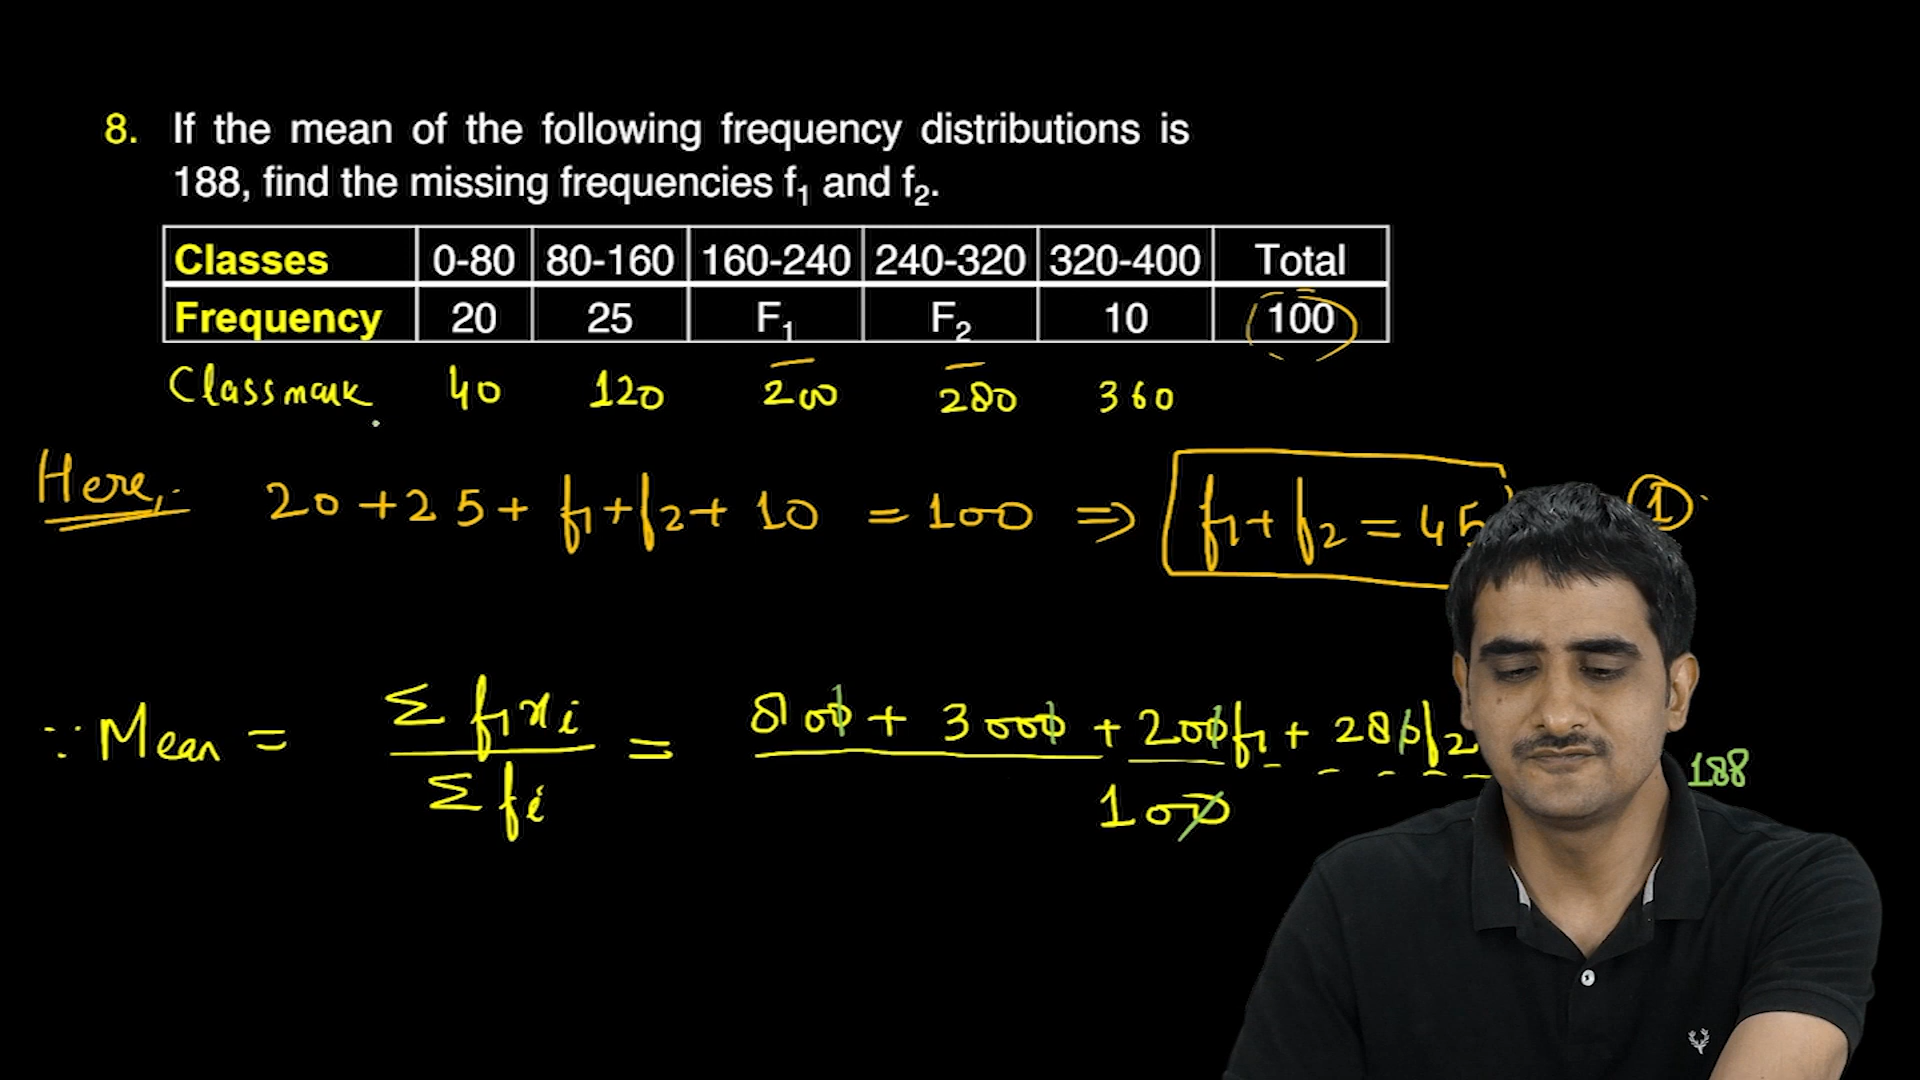 8. If the mean of the following frequency distributions is
188, find the missing frequencies f₁ and f₂.
Classes 0-80 80-160 160-240 240-320 320-400 Total
Frequency 20 25 F₁ F₂ 10 100
Classmark 40 120 200 280 360
Here, 20 + 25 + f₁ + f₂ + 10 = 100 ⇒ f₁ + f₂ = 45 ①
∵ Mean = Σ f₁xi / Σ fi = 800 + 3000 + 200f₁ + 280f₂ / 100 188